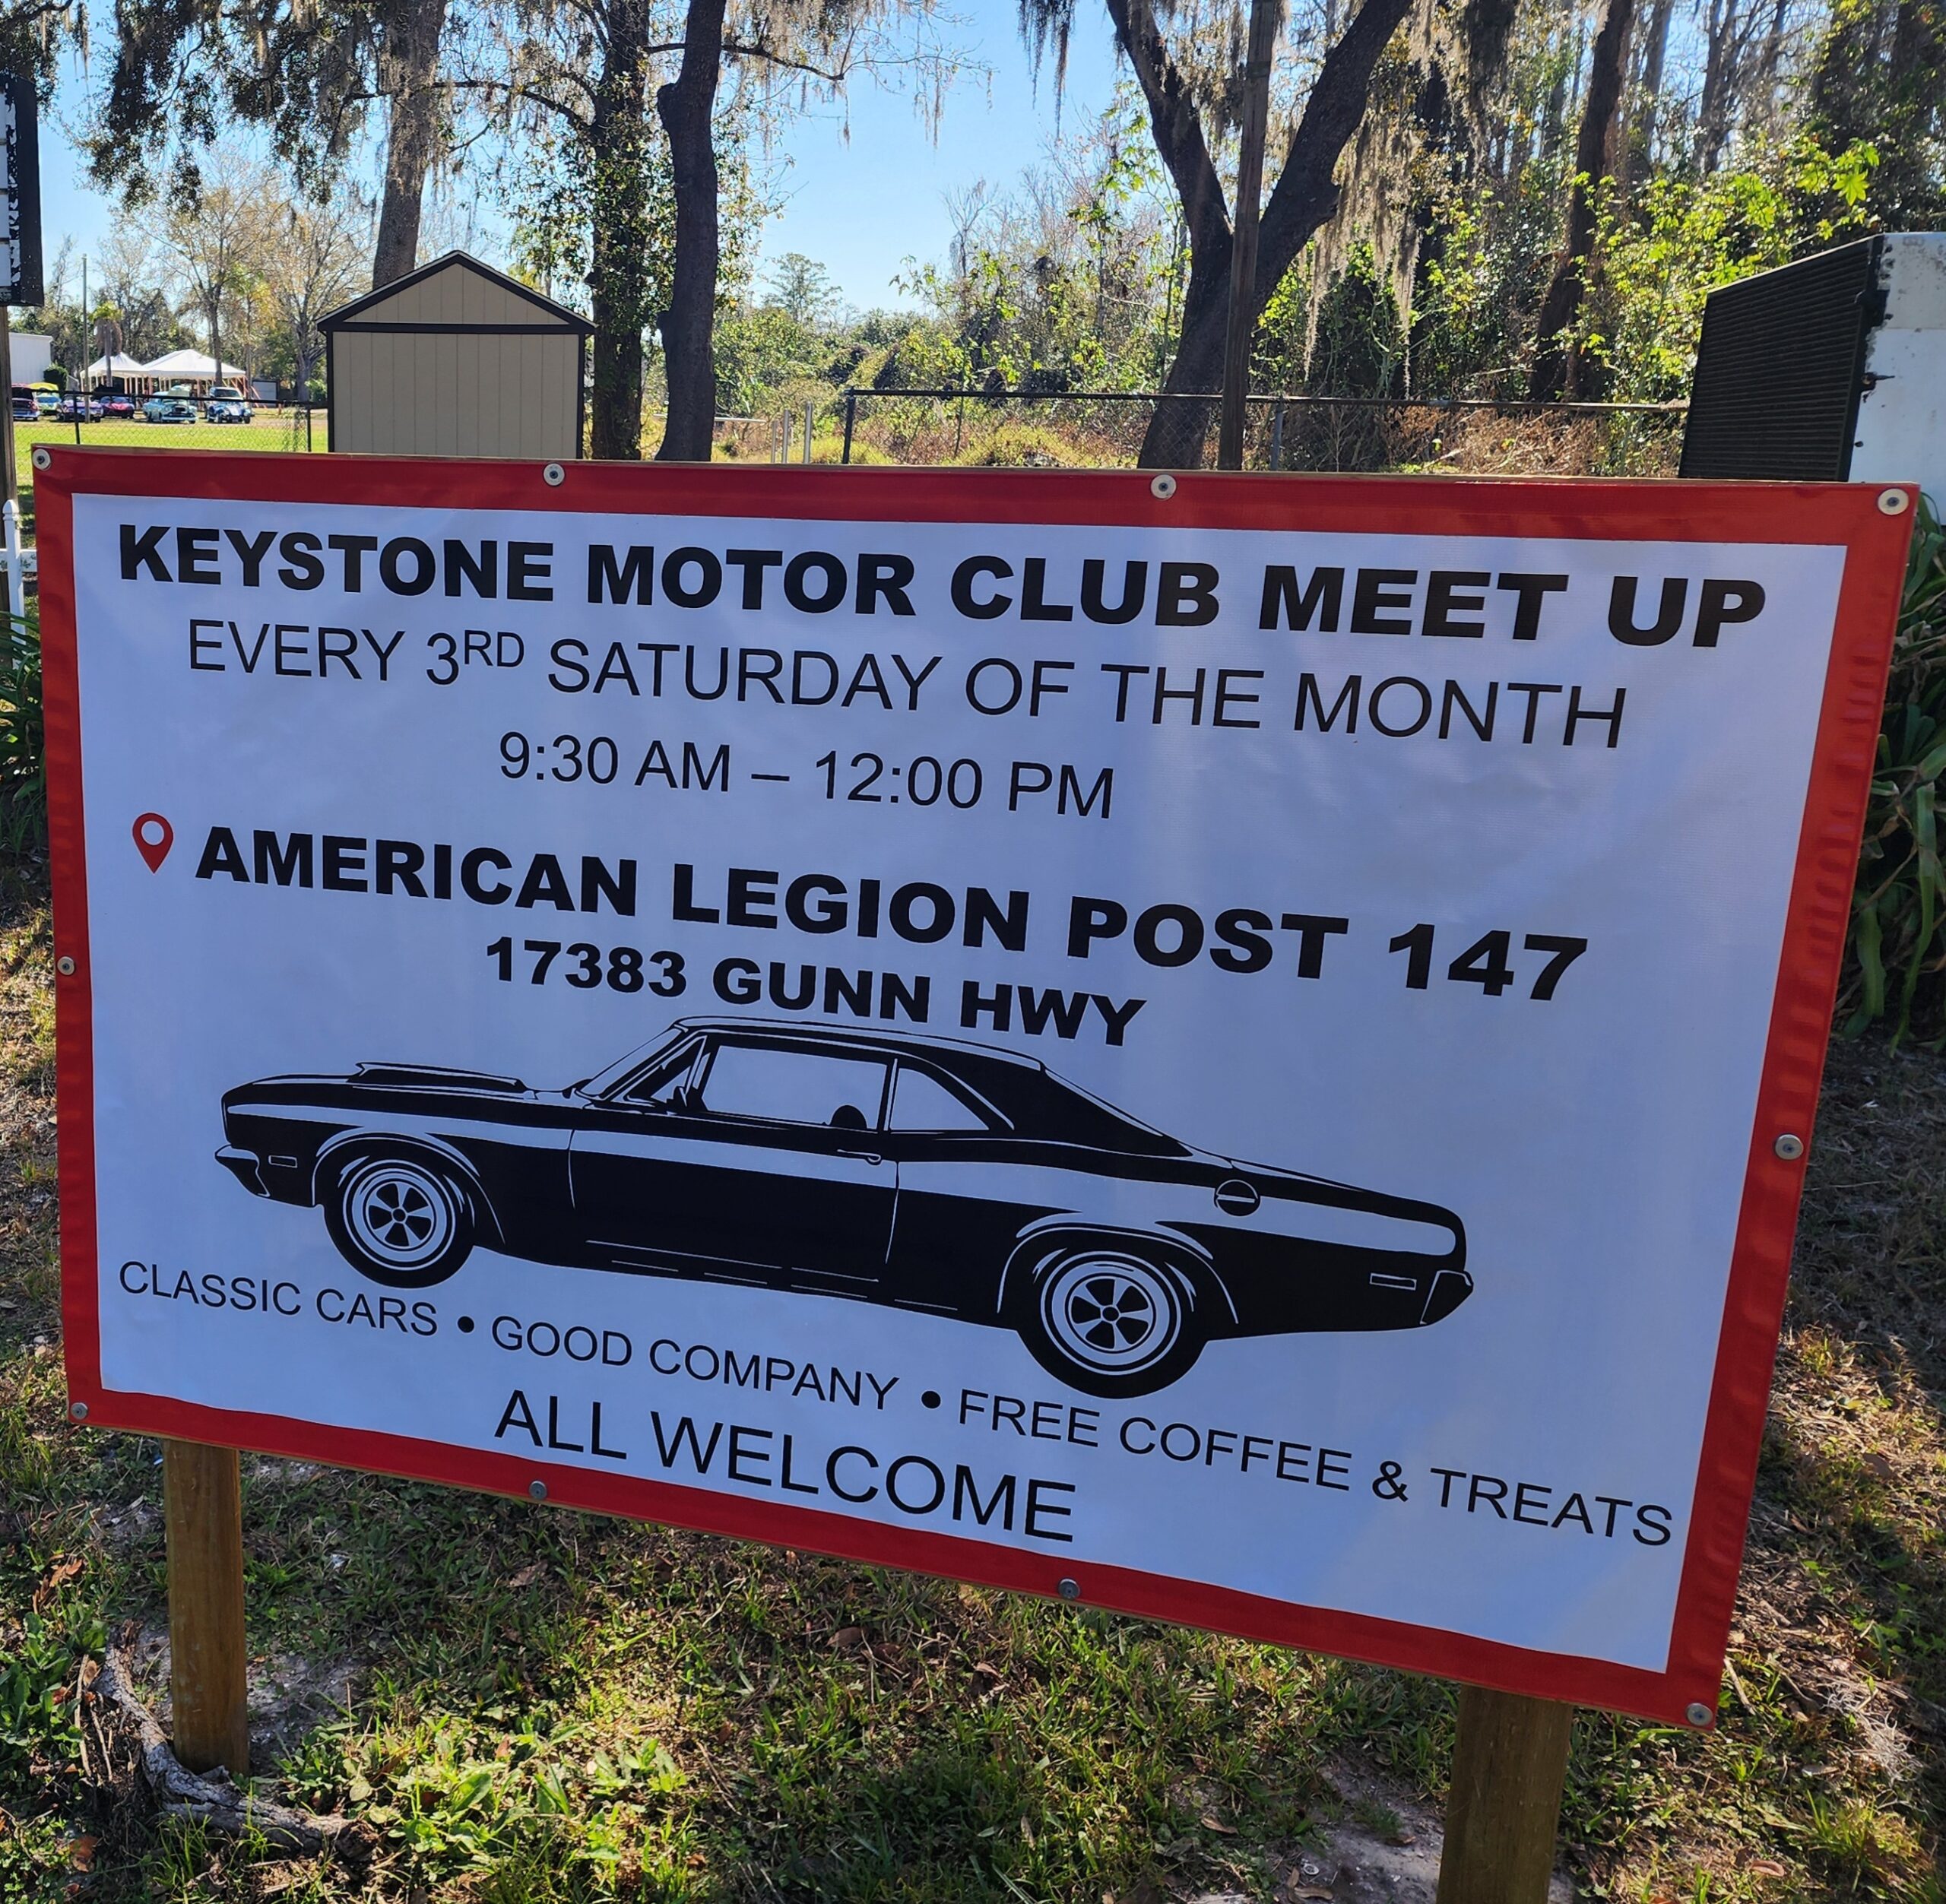 KEYSTONE MOTOR CLUB MEET UP
EVERY 3RD SATURDAY OF THE MONTH
9:30 AM – 12:00 PM
AMERICAN LEGION POST 147
17383 GUNN HWY
CLASSIC CARS • GOOD COMPANY • FREE COFFEE & TREATS
ALL WELCOME